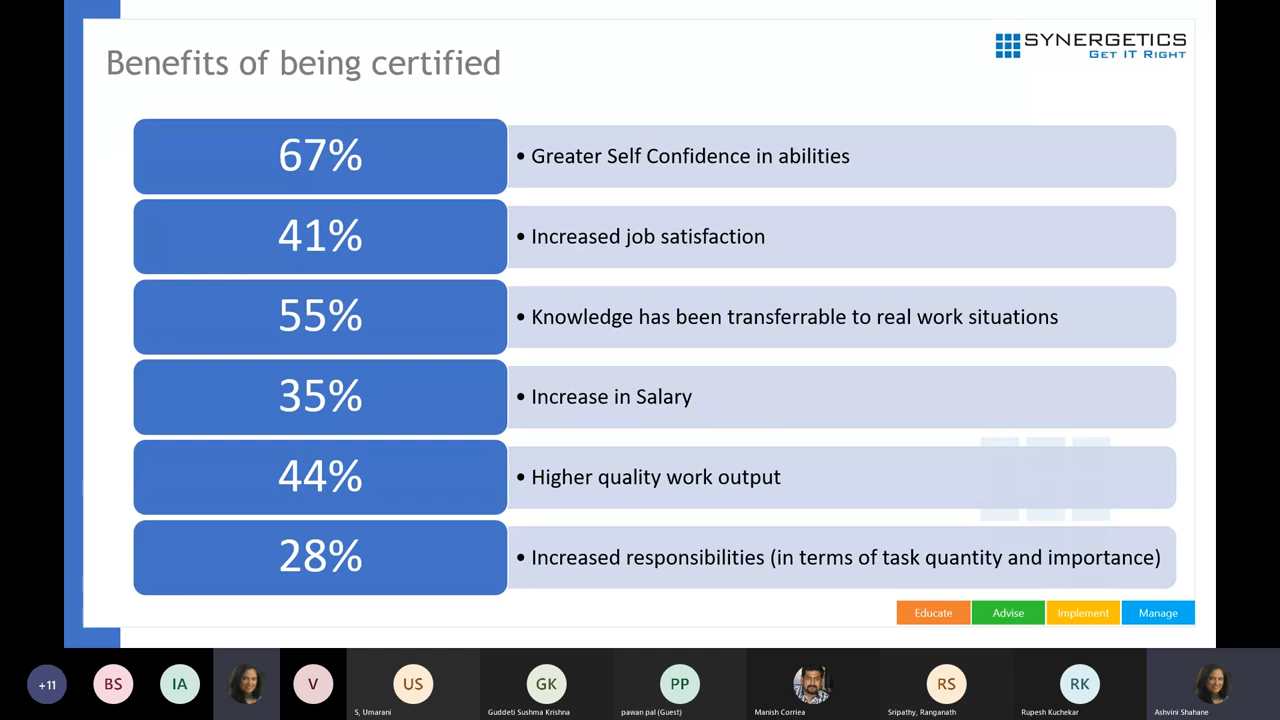 Benefits of being certified
SYNERGETICS
GET IT RIGHT
67%
• Greater Self Confidence in abilities
41%
• Increased job satisfaction
55%
• Knowledge has been transferrable to real work situations
35%
• Increase in Salary
44%
• Higher quality work output
28%
• Increased responsibilities (in terms of task quantity and importance)
Educate
Advise
Implement
Manage
+11
BS
IA
V
US
S, Umarani
GK
Guddeti Sushma Krishna
PP
pawan pal (Guest)
Manish Corriea
RS
Sripathy, Ranganath
RK
Rupesh Kuchekar
Ashvini Shahane